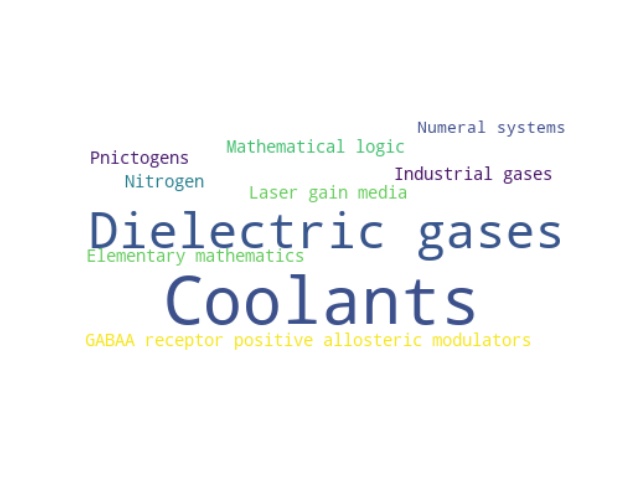 Numeral systems
Mathematical logic
Pnictogens
Industrial gases
Nitrogen
Laser gain media
Dielectric gases
Elementary mathematics
Coolants
GABAA receptor positive allosteric modulators